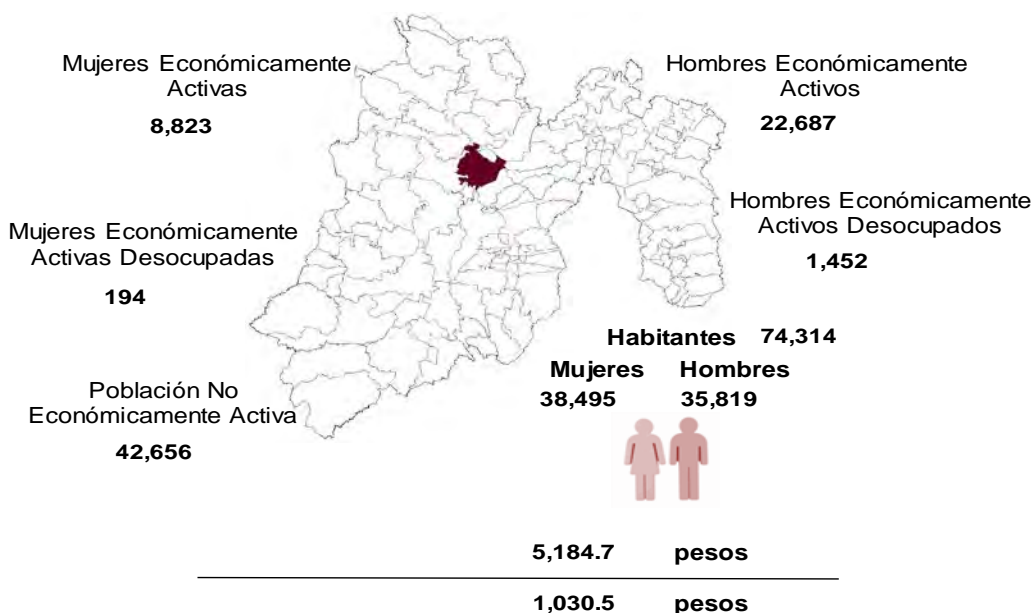 Mujeres Económicamente
Activas
8,823
Hombres Económicamente
Activos
22,687
Mujeres Económicamente
Activas Desocupadas
194
Hombres Económicamente
Activos Desocupados
1,452
Habitantes 74,314
Mujeres Hombres
38,495 35,819
Población No
Económicamente Activa
42,656
5,184.7 pesos
1,030.5 pesos